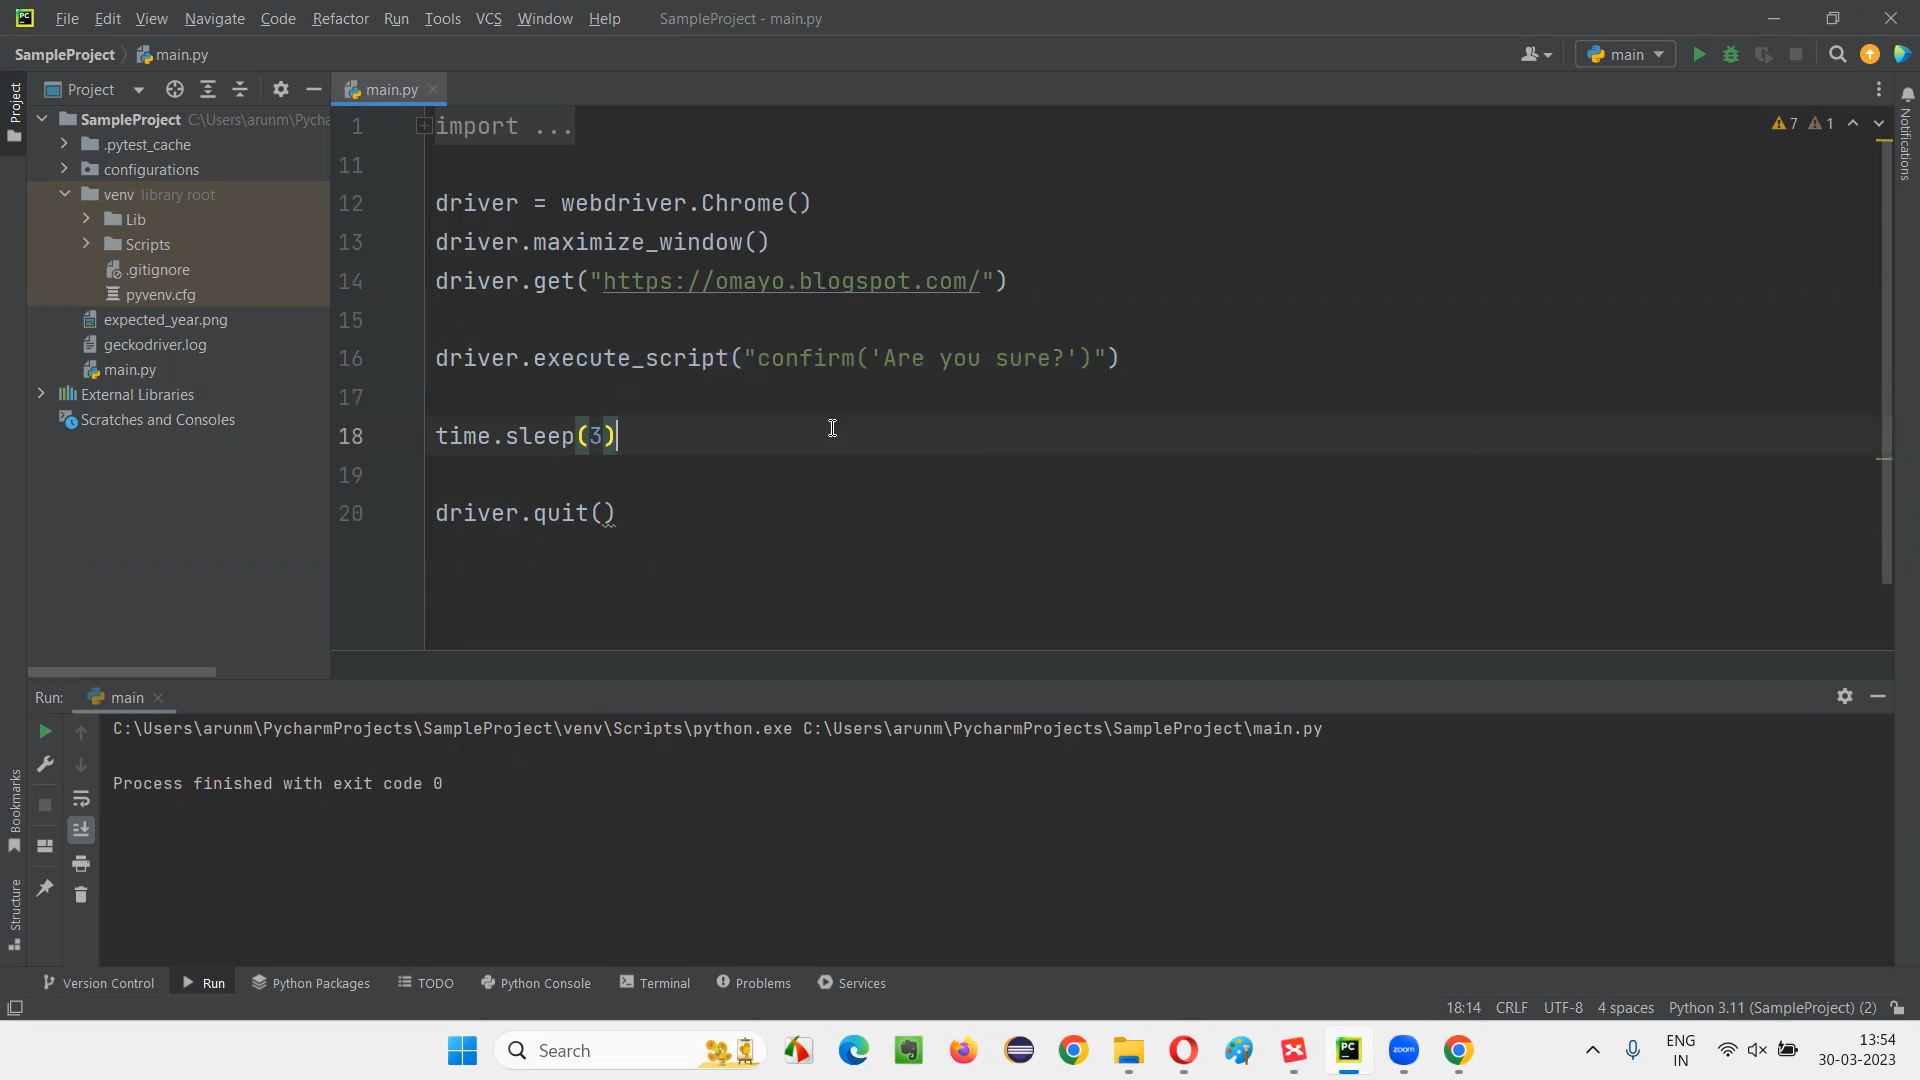 PC File Edit View Navigate Code Refactor Run Tools VCS Window Help SampleProject - main.py
SampleProject main.py main
Project main.py
Project
SampleProject C:\Users\arunm\Pycha
.pytest_cache
configurations
venv library root
Lib
Scripts
.gitignore
pyvenv.cfg
expected_year.png
geckodriver.log
main.py
External Libraries
Scratches and Consoles
1 import ... 7 1
11
12 driver = webdriver.Chrome()
13 driver.maximize_window()
14 driver.get("https://omayo.blogspot.com/")
15
16 driver.execute_script("confirm('Are you sure?')")
17
18 time.sleep(3)
19
20 driver.quit()
Notifications
Run: main
C:\Users\arunm\PycharmProjects\SampleProject\venv\Scripts\python.exe C:\Users\arunm\PycharmProjects\SampleProject\main.py
Process finished with exit code 0
Bookmarks
Structure
Version Control Run Python Packages TODO Python Console Terminal Problems Services
18:14 CRLF UTF-8 4 spaces Python 3.11 (SampleProject) (2)
Search PC zoom ENG 13:54
IN 30-03-2023